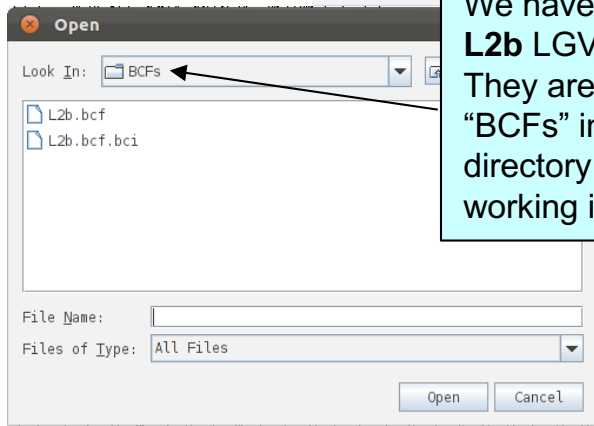 Open
Look In: BCFs
L2b.bcf
L2b.bcf.bci
File Name:
Files of Type: All Files
Open Cancel
We have
L2b LGV
They are
"BCFs" in
directory
working i